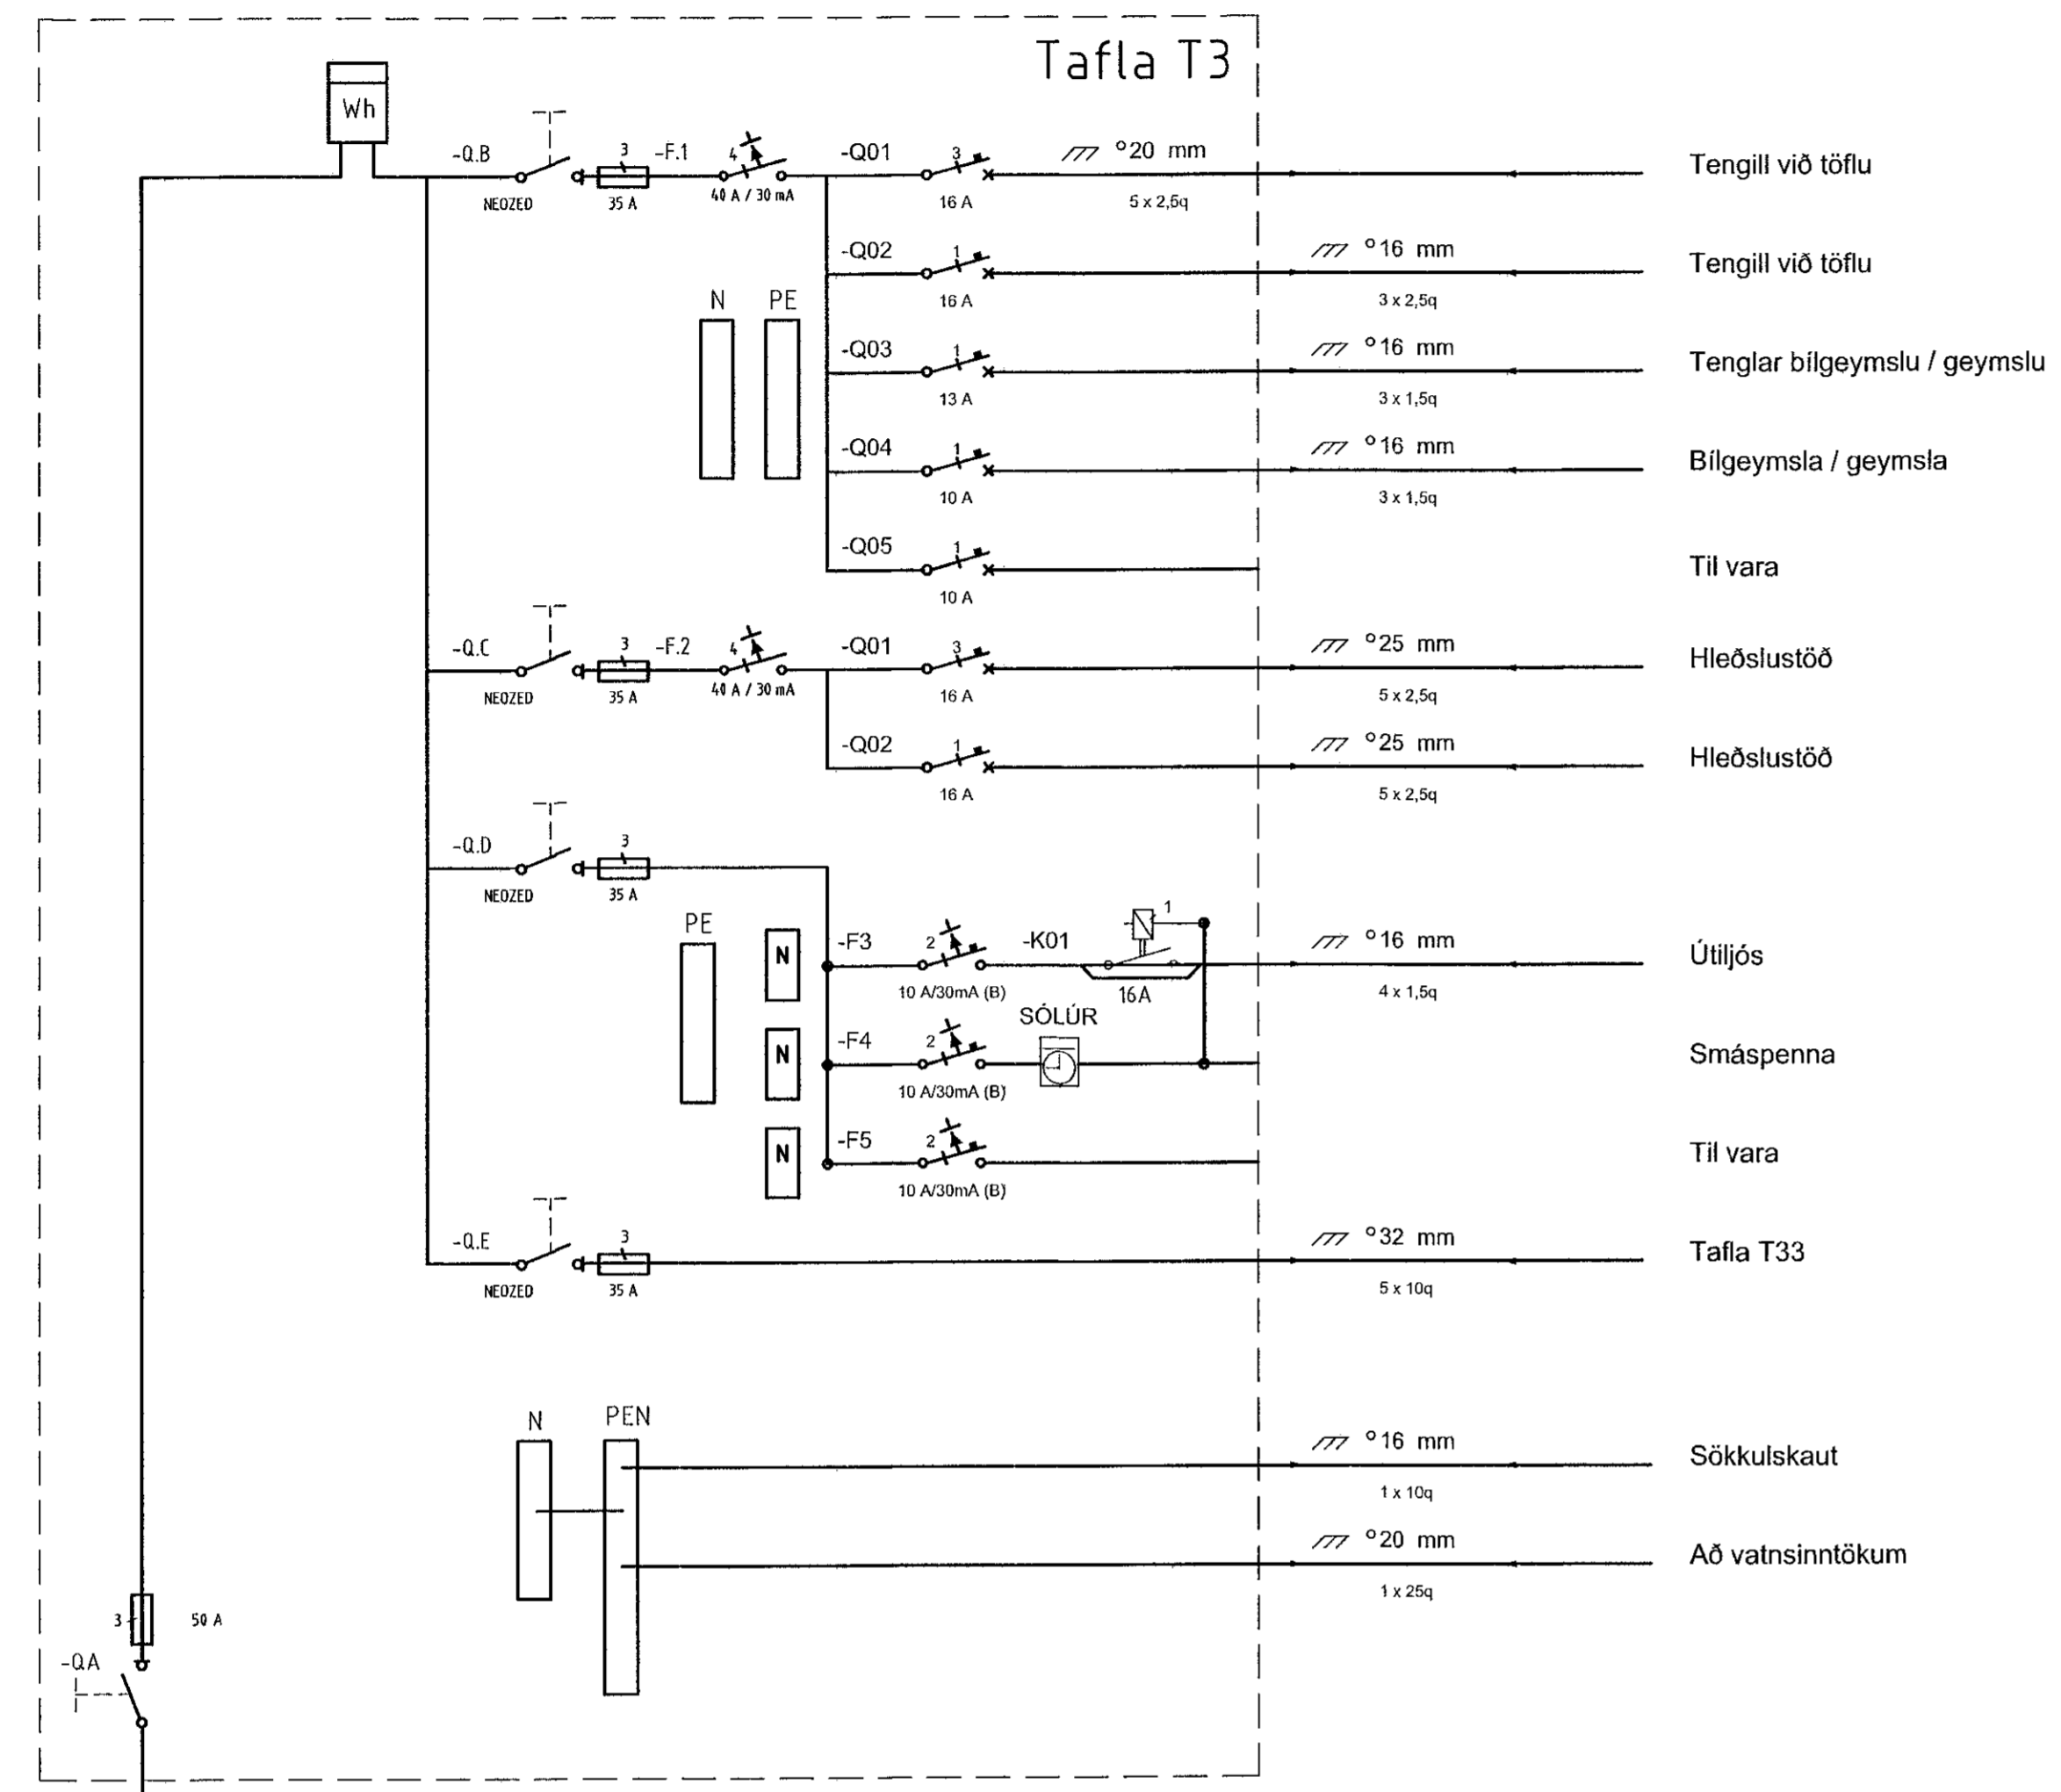 Tafla T3
Wh
-Q.B
NEOZED
3
35 A
-F.1
4
40 A / 30 mA
-Q01
3
16 A
°20 mm
5 x 2,5q
Tengill við töflu
-Q02
1
16 A
°16 mm
3 x 2,5q
Tengill við töflu
N
PE
-Q03
1
13 A
°16 mm
3 x 1,5q
Tenglar bílgeymslu / geymslu
-Q04
1
10 A
°16 mm
3 x 1,5q
Bílgeymsla / geymsla
-Q05
1
10 A
Til vara
-Q.C
NEOZED
3
35 A
-F.2
4
40 A / 30 mA
-Q01
3
16 A
°25 mm
5 x 2,5q
Hleðslustöð
-Q02
1
16 A
°25 mm
5 x 2,5q
Hleðslustöð
-Q.D
NEOZED
3
35 A
PE
N
-F3
2
10 A/30mA (B)
-K01
1
16A
°16 mm
4 x 1,5q
Útiljós
N
-F4
2
10 A/30mA (B)
SÓLÚR
Smáspenna
N
-F5
2
10 A/30mA (B)
Til vara
-Q.E
NEOZED
3
35 A
°32 mm
5 x 10q
Tafla T33
N
PEN
°16 mm
1 x 10q
Sökkulskaut
°20 mm
1 x 25q
Að vatnsinntökum
3
50 A
-Q.A